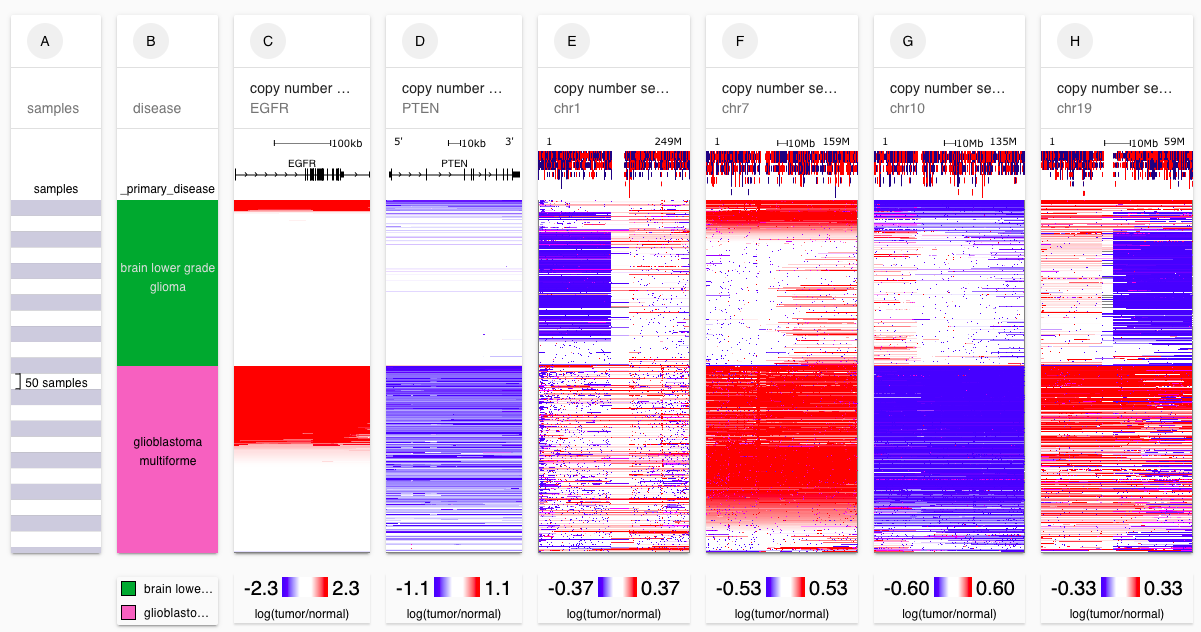 A
B
C
D
E
F
G
H
samples
disease
copy number ...
EGFR
copy number ...
PTEN
copy number se...
chr1
copy number se...
chr7
copy number se...
chr10
copy number se...
chr19
samples
_primary_disease
100kb
EGFR
5' 10kb 3'
PTEN
1 249M
1 10Mb 159M
1 10Mb 135M
1 10Mb 59M
brain lower grade
glioma
50 samples
glioblastoma
multiforme
brain lowe...
glioblasto...
-2.3 2.3
log(tumor/normal)
-1.1 1.1
log(tumor/normal)
-0.37 0.37
log(tumor/normal)
-0.53 0.53
log(tumor/normal)
-0.60 0.60
log(tumor/normal)
-0.33 0.33
log(tumor/normal)